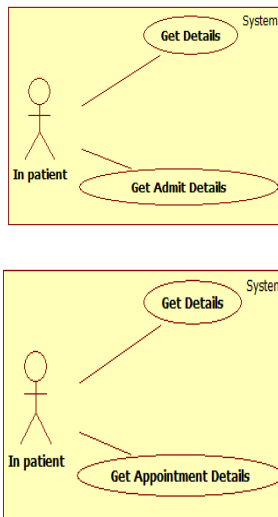 System
Get Details
In patient
Get Admit Details
System
Get Details
In patient
Get Appointment Details